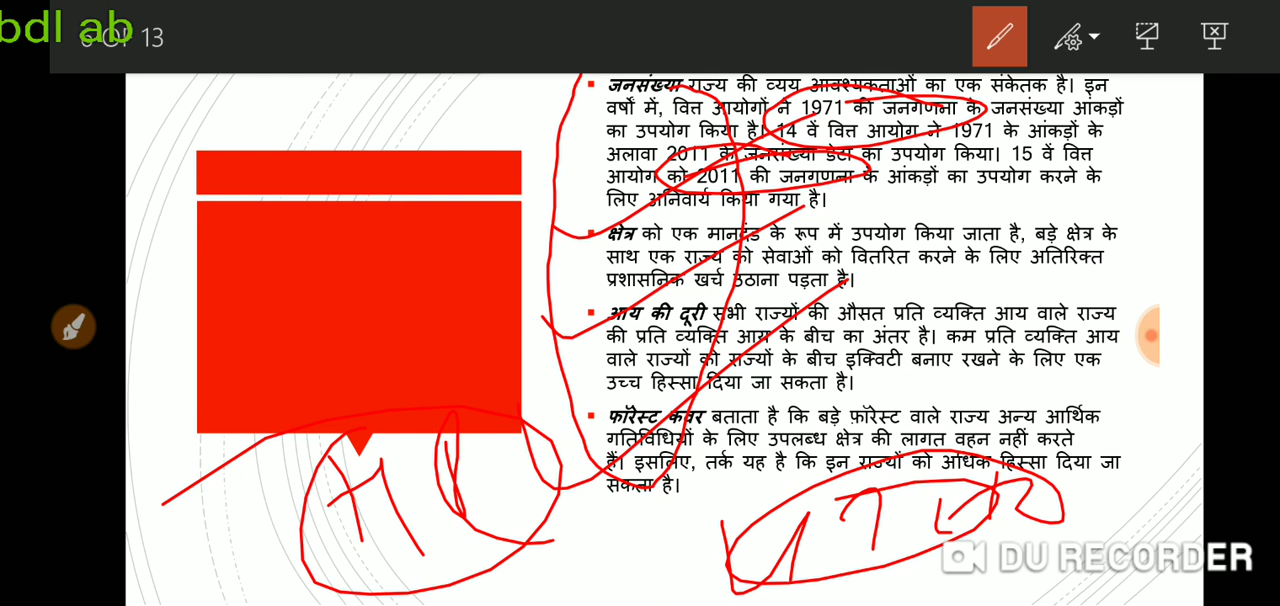 bdl ab
6 OF 13
जनसंख्या राज्य की व्यय आवश्यकताओं का एक संकेतक है। इन
वर्षों में, वित्त आयोगों ने 1971 की जनगणना के जनसंख्या आंकड़ों
का उपयोग किया है। 14 वें वित्त आयोग ने 1971 के आंकड़ों के
अलावा 2011 के जनसंख्या डेटा का उपयोग किया। 15 वें वित्त
आयोग को 2011 की जनगणना के आंकड़ों का उपयोग करने के
लिए अनिवार्य किया गया है।
क्षेत्र को एक मानदंड के रूप में उपयोग किया जाता है, बड़े क्षेत्र के
साथ एक राज्य को सेवाओं को वितरित करने के लिए अतिरिक्त
प्रशासनिक खर्च उठाना पड़ता है।
आय की दूरी सभी राज्यों की औसत प्रति व्यक्ति आय वाले राज्य
की प्रति व्यक्ति आय के बीच का अंतर है। कम प्रति व्यक्ति आय
वाले राज्यों को राज्यों के बीच इक्विटी बनाए रखने के लिए एक
उच्च हिस्सा दिया जा सकता है।
फॉरेस्ट कवर बताता है कि बड़े फ़ॉरेस्ट वाले राज्य अन्य आर्थिक
गतिविधियों के लिए उपलब्ध क्षेत्र की लागत वहन नहीं करते
हैं। इसलिए, तर्क यह है कि इन राज्यों को अधिक हिस्सा दिया जा
सकता है।
DU RECORDER